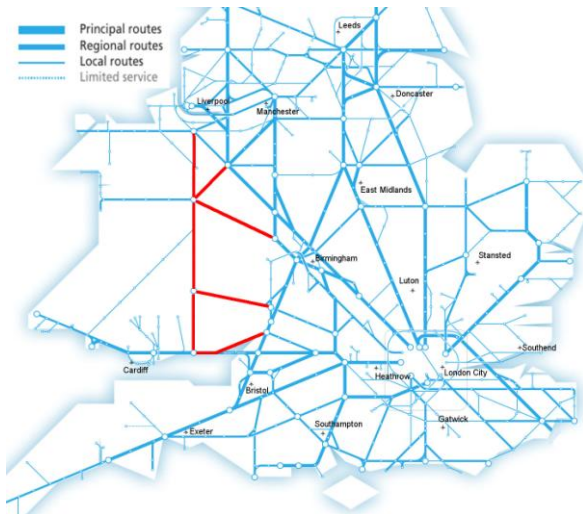 Principal routes
Regional routes
Local routes
Limited service
Leeds
Liverpool
Manchester
Doncaster
East Midlands
Birmingham
Stansted
Luton
Cardiff
Bristol
Heathrow
London City
Southend
Exeter
Southampton
Gatwick